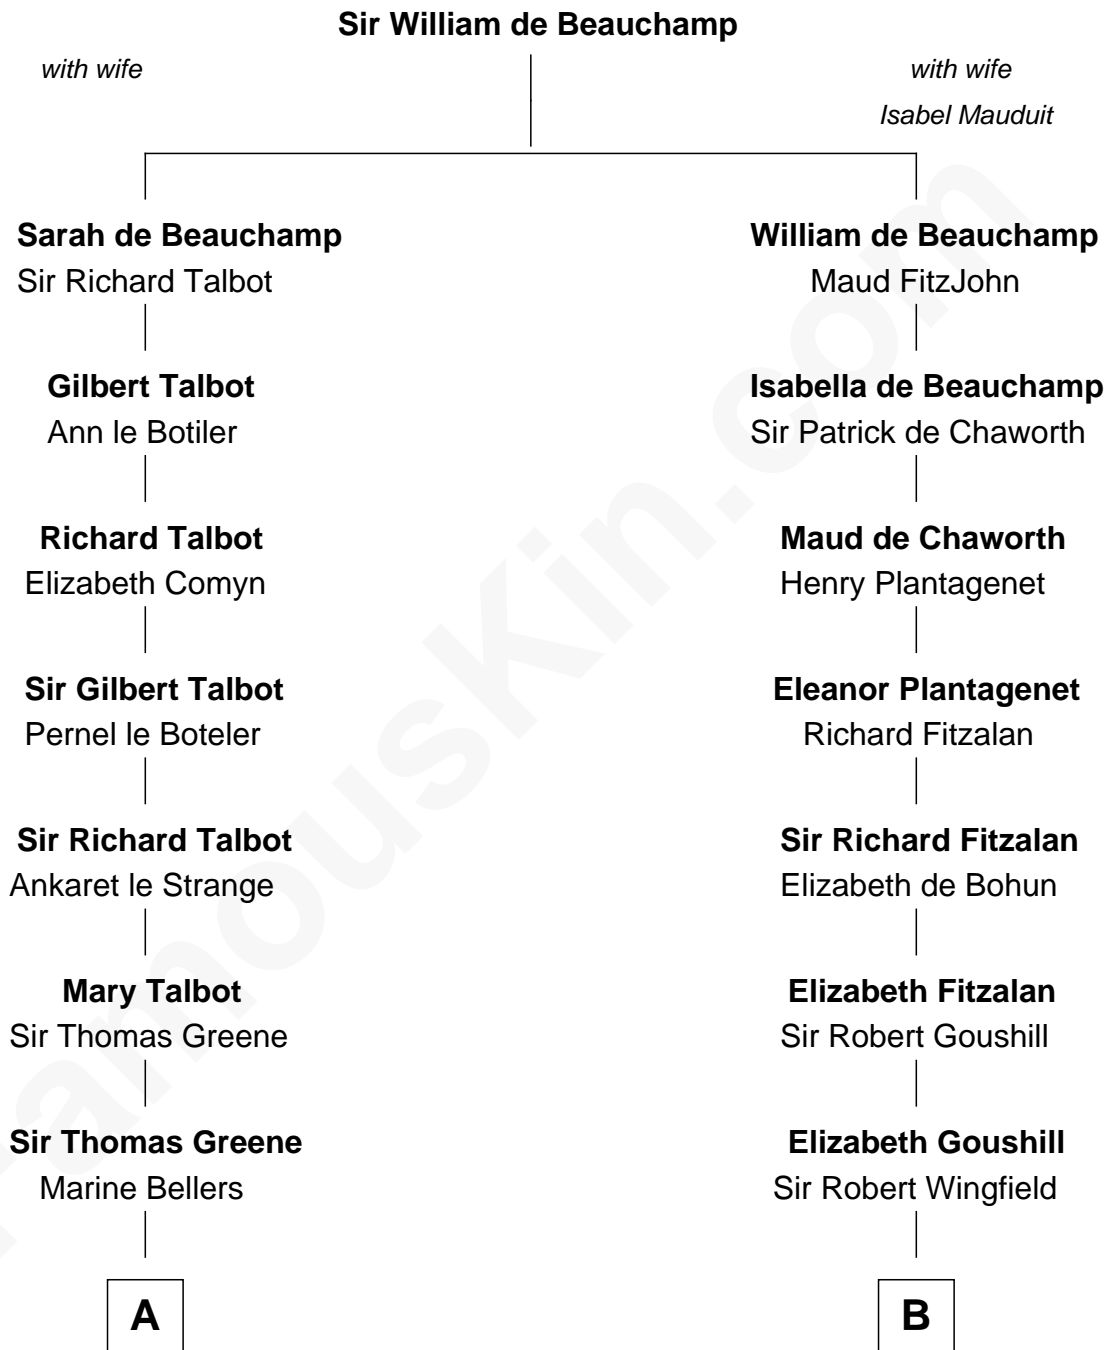 Sir William de Beauchamp
with wife
with wife
Isabel Mauduit
Sarah de Beauchamp
Sir Richard Talbot
William de Beauchamp
Maud FitzJohn
Gilbert Talbot
Ann le Botiler
Isabella de Beauchamp
Sir Patrick de Chaworth
Richard Talbot
Elizabeth Comyn
Maud de Chaworth
Henry Plantagenet
Sir Gilbert Talbot
Pernel le Boteler
Eleanor Plantagenet
Richard Fitzalan
Sir Richard Talbot
Ankaret le Strange
Sir Richard Fitzalan
Elizabeth de Bohun
Mary Talbot
Sir Thomas Greene
Elizabeth Fitzalan
Sir Robert Goushill
Sir Thomas Greene
Marine Bellers
Elizabeth Goushill
Sir Robert Wingfield
A
B
FamousKin.com